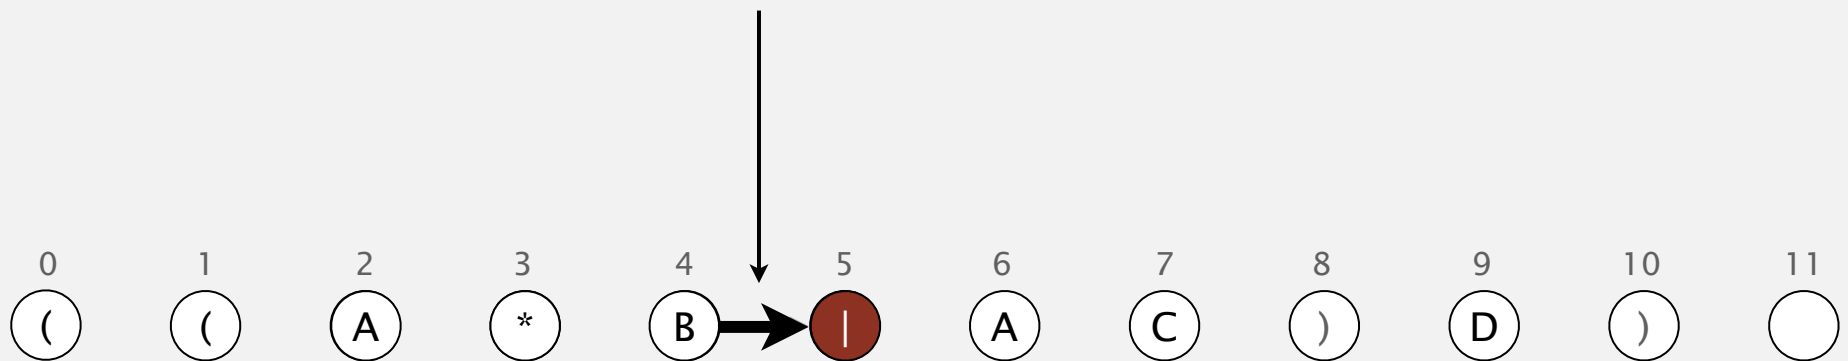 0 1 2 3 4 5 6 7 8 9 10 11
( ( A * B | A C ) D )